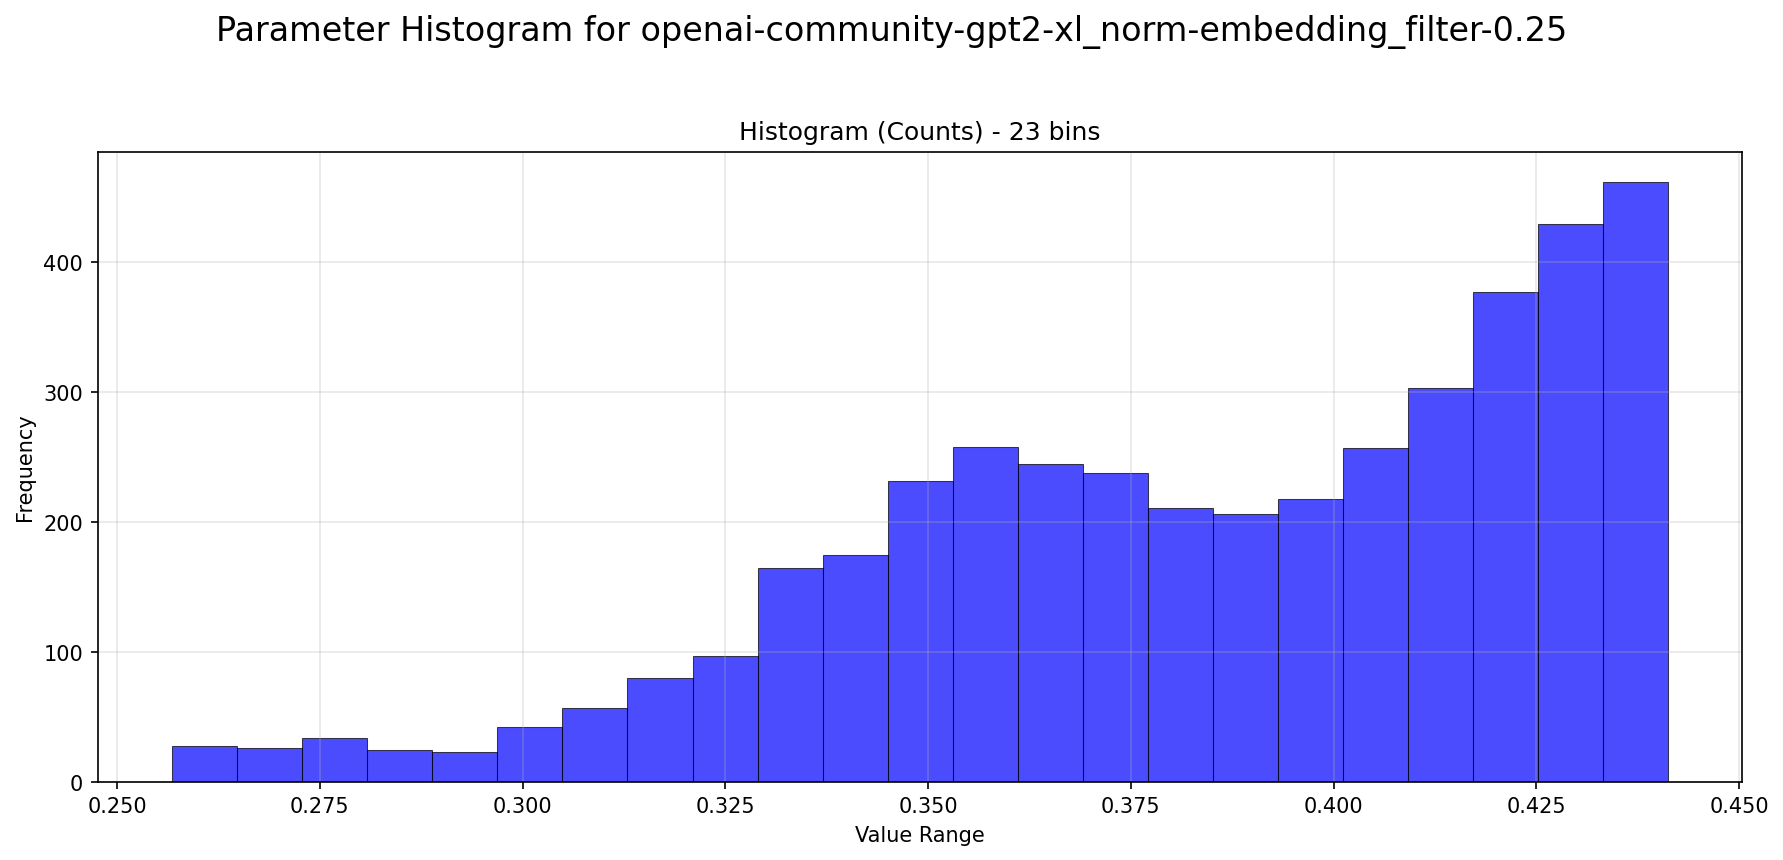 Parameter Histogram for openai-community-gpt2-xl_norm-embedding_filter-0.25
Histogram (Counts) - 23 bins
Frequency
400
300
200
100
0
0.250 0.275 0.300 0.325 0.350 0.375 0.400 0.425 0.450
Value Range